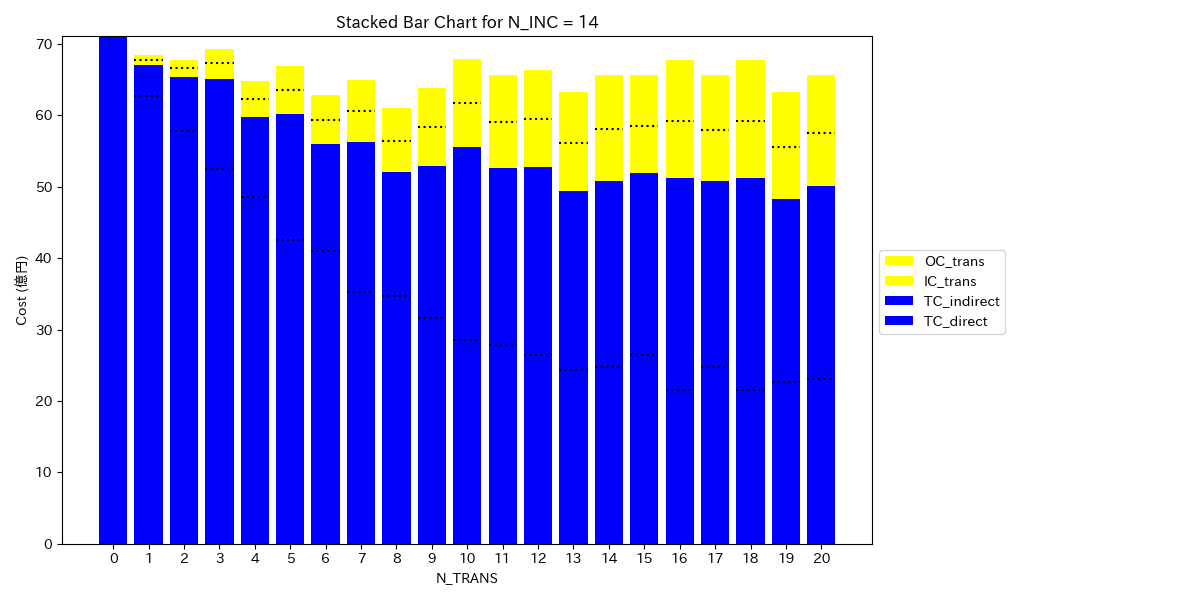 Stacked Bar Chart for N_INC = 14
Cost (億円)
70
60
50
40
30
20
10
0
0 1 2 3 4 5 6 7 8 9 10 11 12 13 14 15 16 17 18 19 20
N_TRANS
OC_trans
IC_trans
TC_indirect
TC_direct